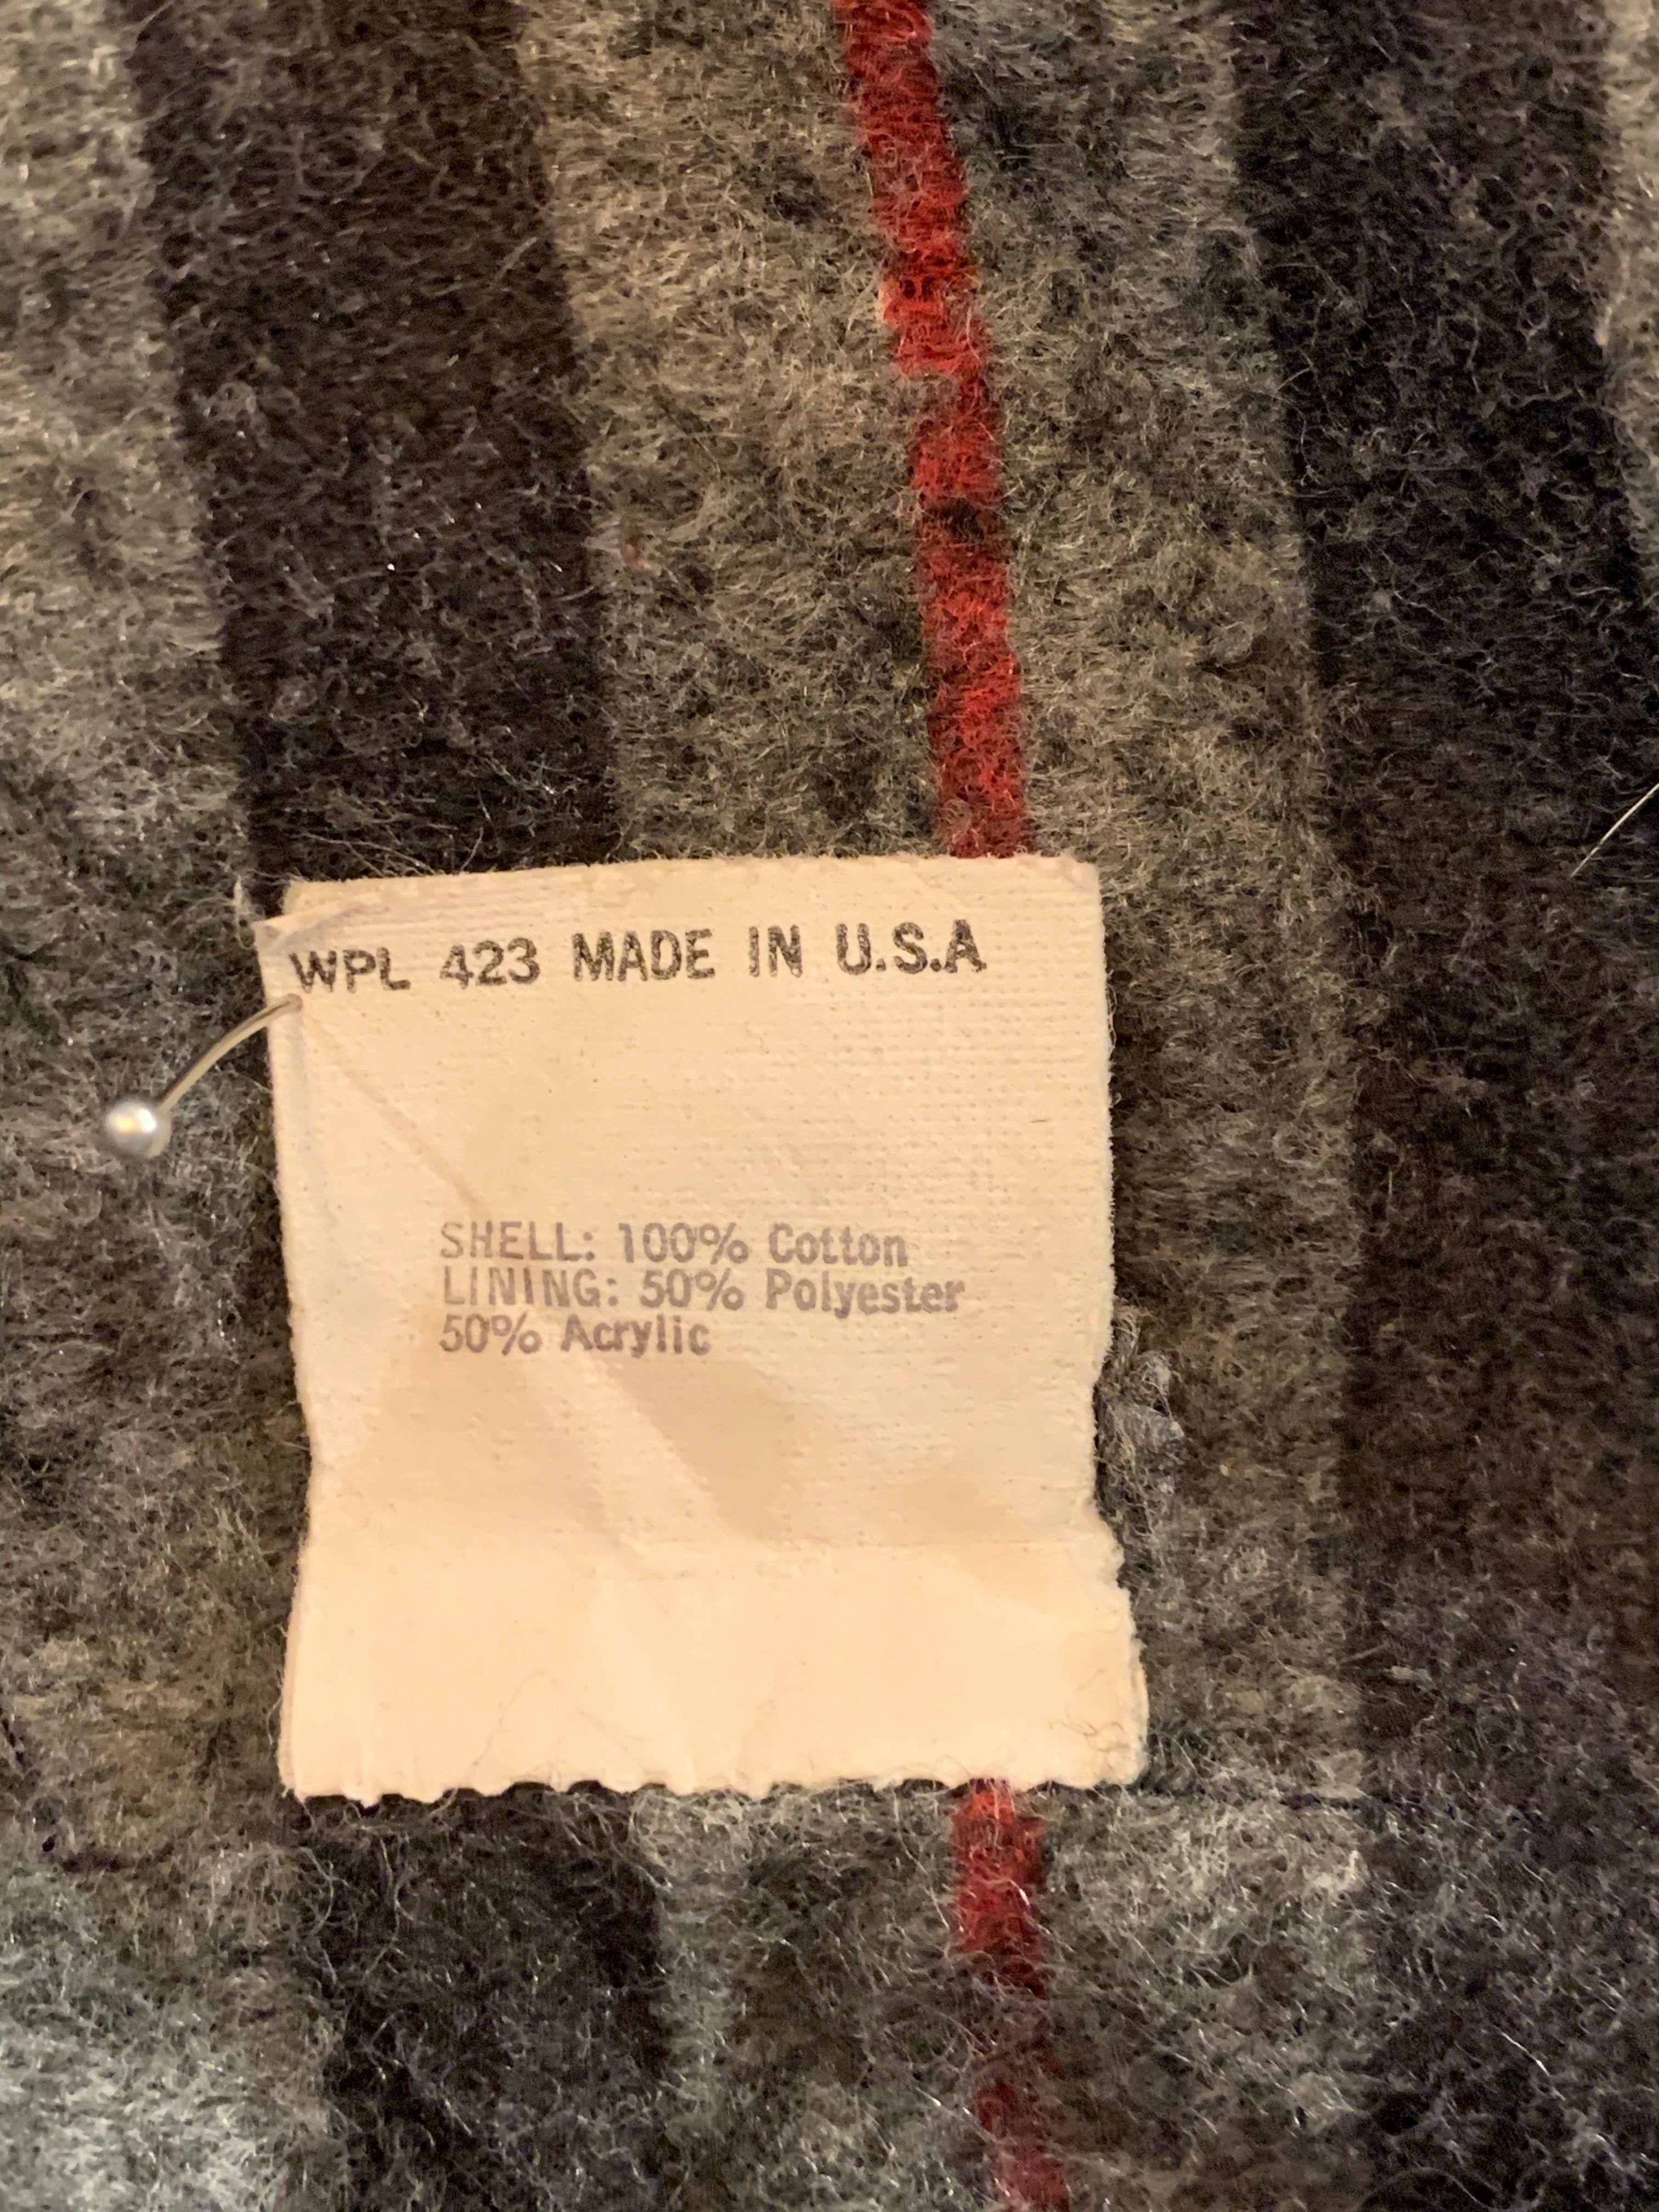 WPL 423 MADE IN U.S.A
SHELL: 100% Cotton
LINING: 50% Polyester
50% Acrylic